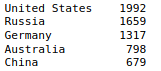 United States 1992
Russia 1659
Germany 1317
Australia 798
China 679